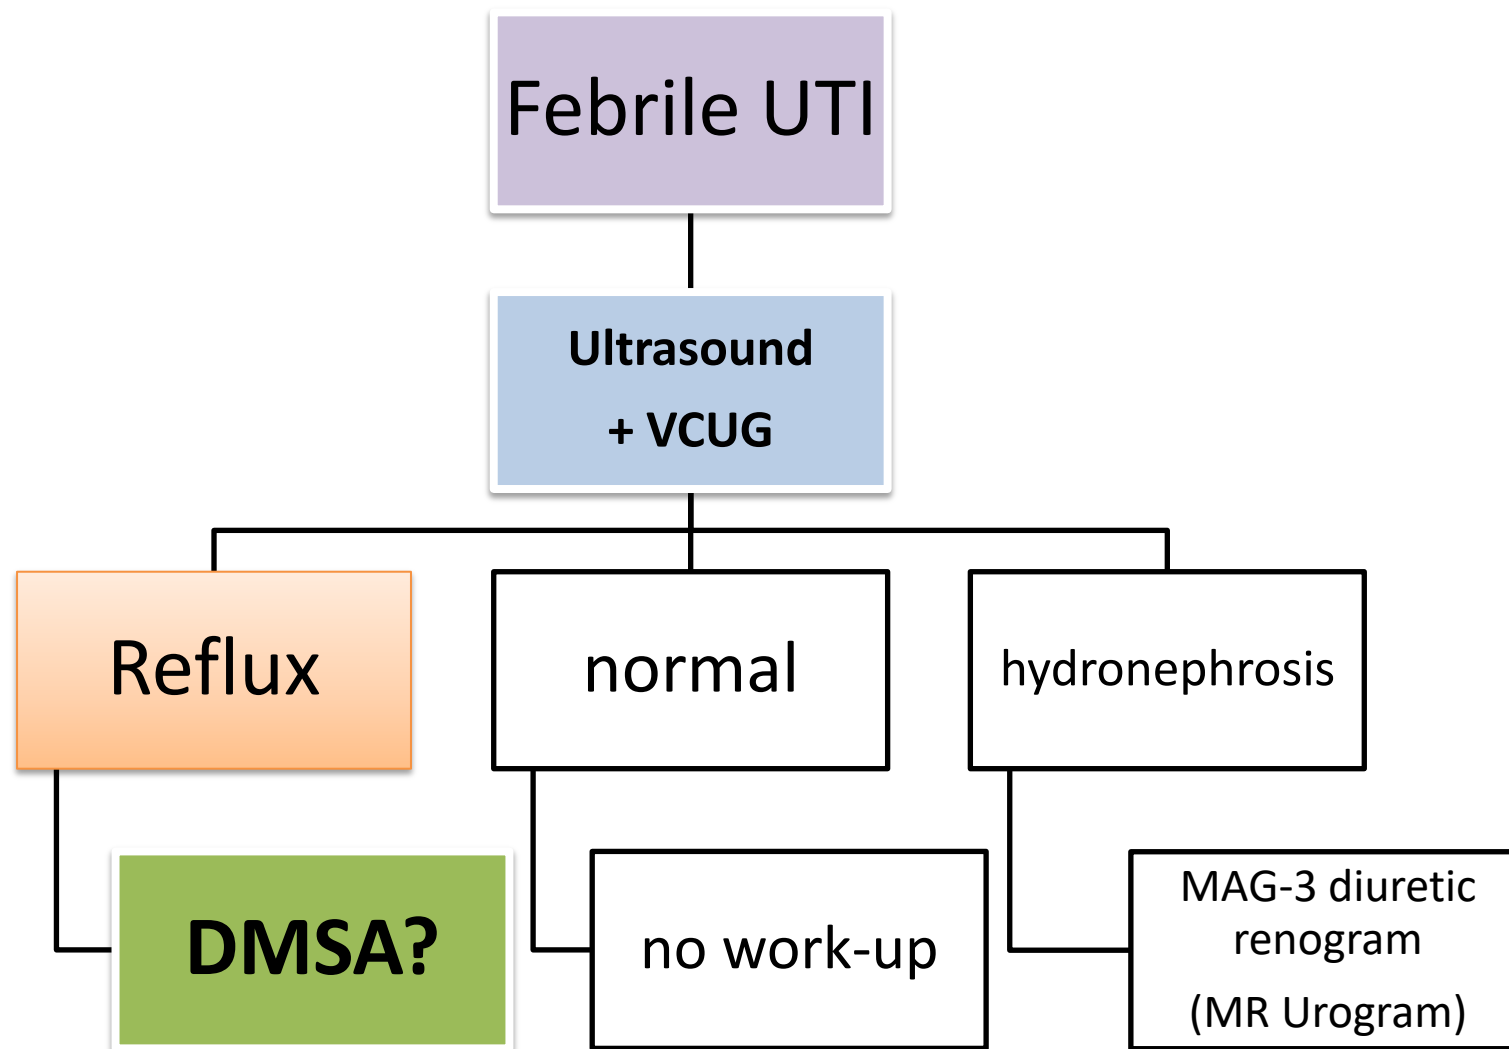 Febrile UTI
Ultrasound
+ VCUG
Reflux
normal
hydronephrosis
DMSA?
no work-up
MAG-3 diuretic
renogram
(MR Urogram)